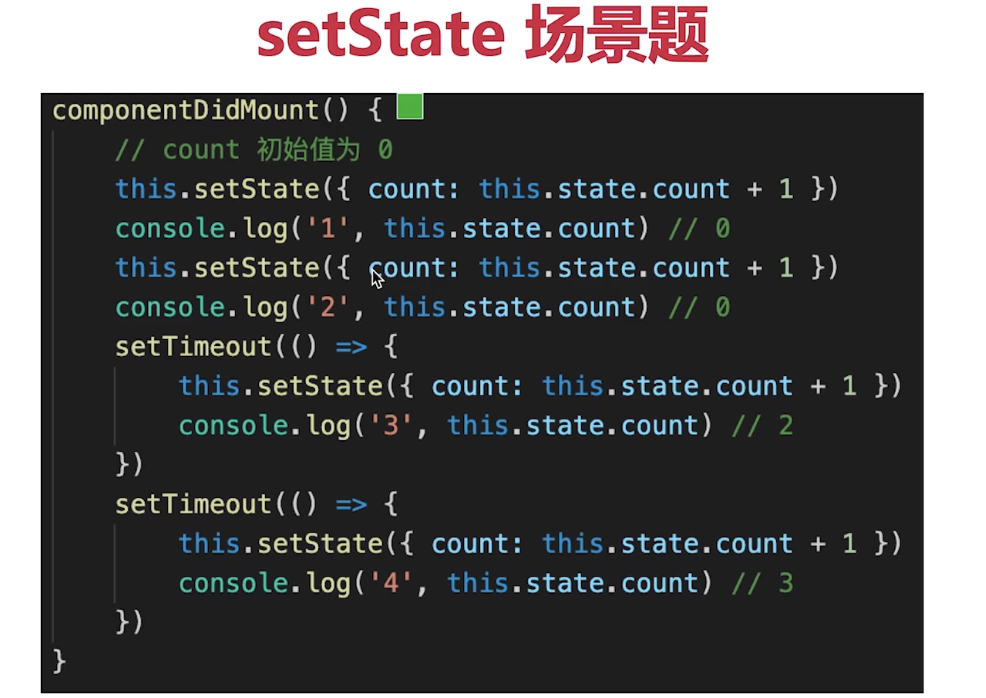 setState 场景题
componentDidMount() {
// count 初始值为 0
this.setState({ count: this.state.count + 1 })
console.log('1', this.state.count) // 0
this.setState({ count: this.state.count + 1 })
console.log('2', this.state.count) // 0
setTimeout(() => {
this.setState({ count: this.state.count + 1 })
console.log('3', this.state.count) // 2
})
setTimeout(() => {
this.setState({ count: this.state.count + 1 })
console.log('4', this.state.count) // 3
})
}